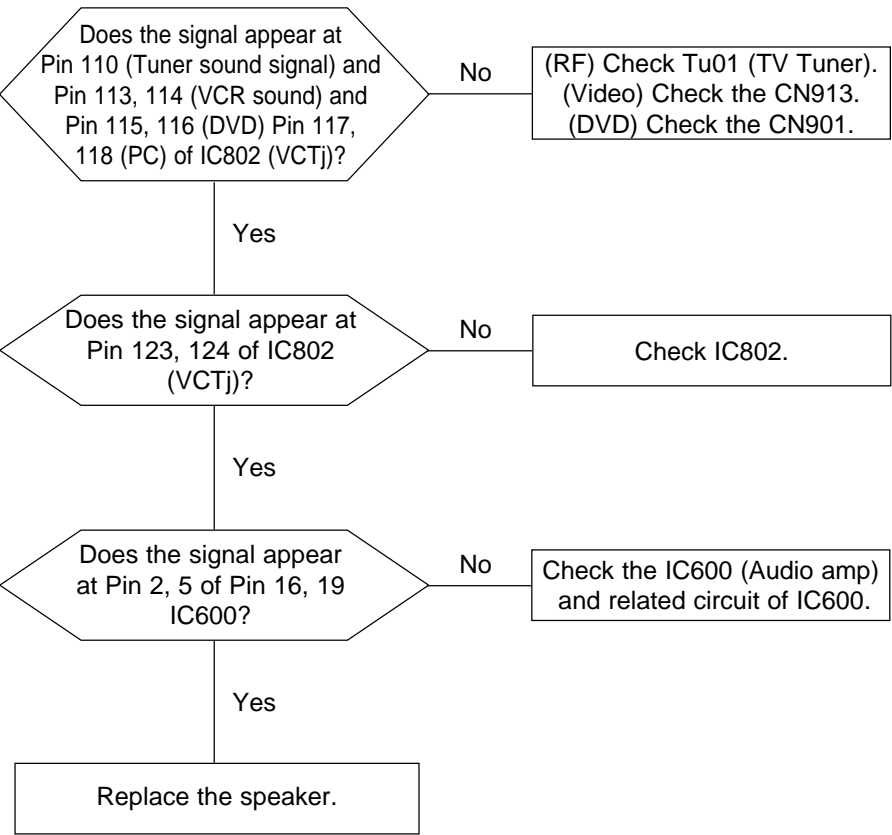 Does the signal appear at
Pin 110 (Tuner sound signal) and
Pin 113, 114 (VCR sound) and
Pin 115, 116 (DVD) Pin 117,
118 (PC) of IC802 (VCTj)?
No
(RF) Check Tu01 (TV Tuner).
(Video) Check the CN913.
(DVD) Check the CN901.
Yes
Does the signal appear at
Pin 123, 124 of IC802
(VCTj)?
No
Check IC802.
Yes
Does the signal appear
at Pin 2, 5 of Pin 16, 19
IC600?
No
Check the IC600 (Audio amp)
and related circuit of IC600.
Yes
Replace the speaker.